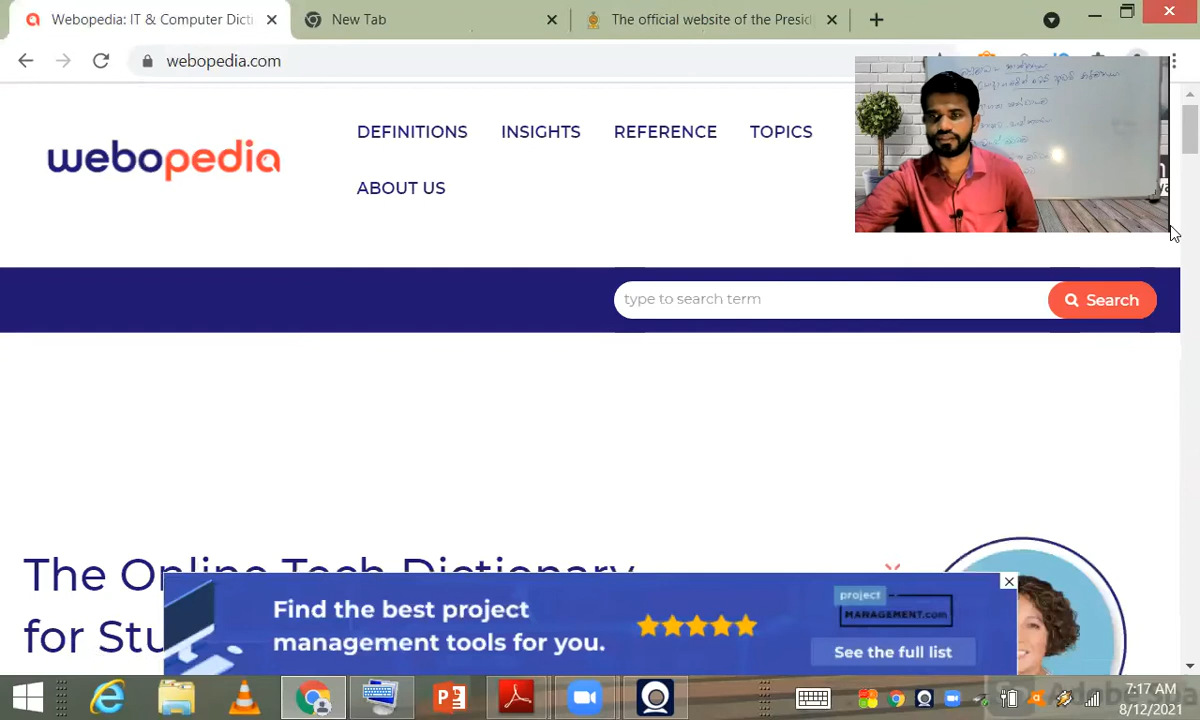 Webopedia: IT & Computer Dicti
New Tab
The official website of the Presid
webopedia.com
webopedia
DEFINITIONS
INSIGHTS
REFERENCE
TOPICS
ABOUT US
type to search term
Search
The Online Tech Dictionary
for Stu
Find the best project
management tools for you.
project
MANAGEMENT.com
See the full list
7:17 AM
8/12/2021